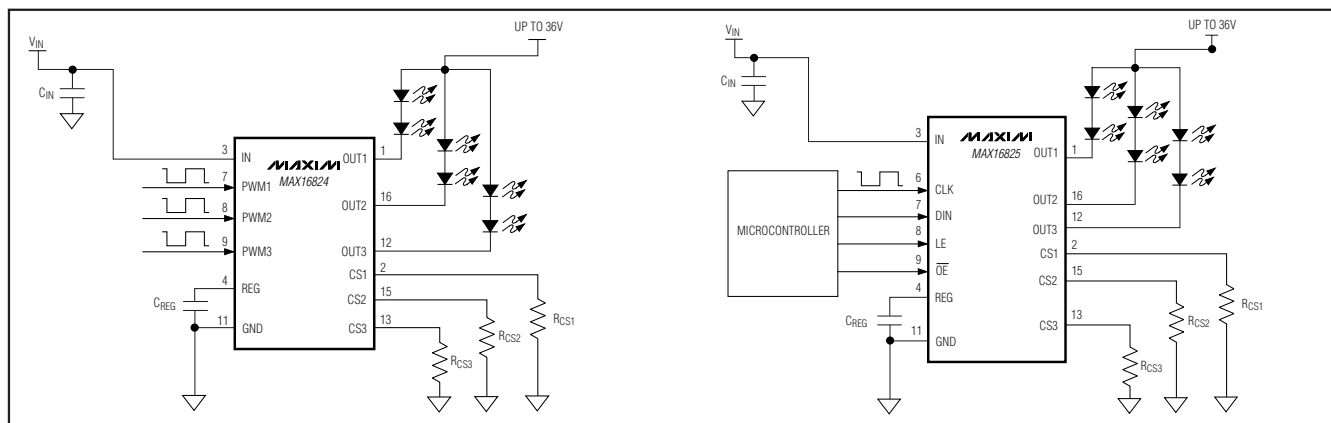 UP TO 36V
VIN
CIN
3
IN
MAXIM
MAX16824
OUT1
1
7
PWM1
8
PWM2
OUT2
16
9
PWM3
OUT3
12
CS1
2
4
REG
CS2
15
CREG
11
GND
CS3
13
RCS1
RCS2
RCS3
UP TO 36V
VIN
CIN
3
IN
MAXIM
MAX16825
OUT1
1
MICROCONTROLLER
6
CLK
7
DIN
OUT2
16
8
LE
OUT3
12
9
OE
CS1
2
4
REG
CS2
15
CREG
11
GND
CS3
13
RCS1
RCS2
RCS3